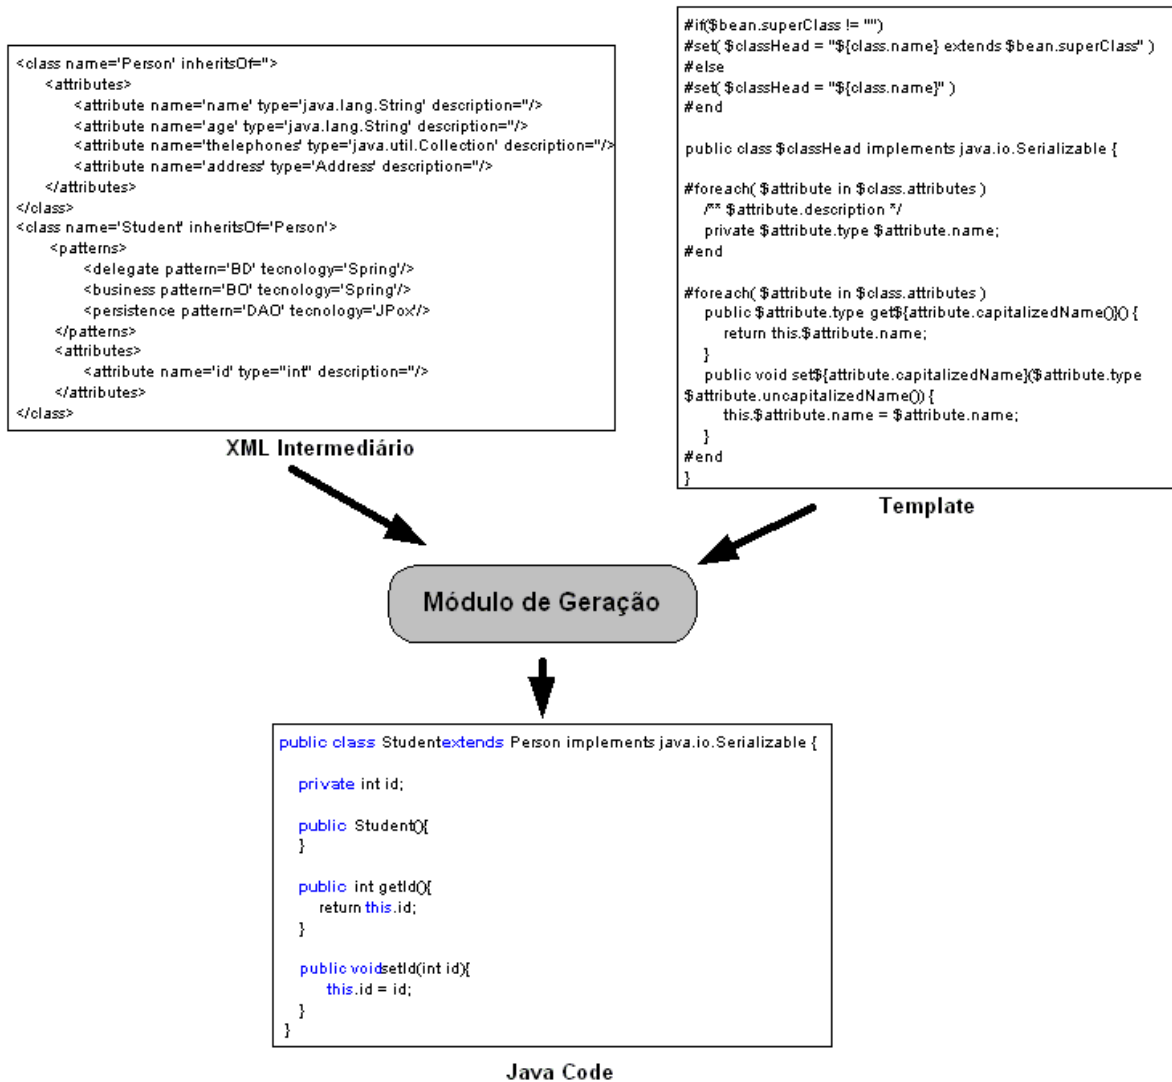 <class name='Person' inheritsOf=''>
<attributes>
<attribute name='name' type='java.lang.String' description=''/>
<attribute name='age' type='java.lang.String' description=''/>
<attribute name='thelephones' type='java.util.Collection' description=''/>
<attribute name='address' type='Address' description=''/>
</attributes>
</class>
<class name='Student' inheritsOf='Person'>
<patterns>
<delegate pattern='BD' tecnology='Spring'/>
<business pattern='BO' tecnology='Spring'/>
<persistence pattern='DAO' tecnology='JPox'/>
</patterns>
<attributes>
<attribute name='id' type="int" description=''/>
</attributes>
</class>
XML Intermediário
#if($bean.superClass != "")
#set( $classHead = "${class.name} extends $bean.superClass" )
#else
#set( $classHead = "${class.name}" )
#end
public class $classHead implements java.io.Serializable {
#foreach( $attribute in $class.attributes )
/** $attribute.description */
private $attribute.type $attribute.name;
#end
#foreach( $attribute in $class.attributes )
public $attribute.type get${attribute.capitalizedName()}() {
return this.$attribute.name;
}
public void set${attribute.capitalizedName}($attribute.type
$attribute.uncapitalizedName()) {
this.$attribute.name = $attribute.name;
}
#end
}
Template
Módulo de Geração
public class Studentextends Person implements java.io.Serializable {
private int id;
public Student(){
}
public int getId(){
return this.id;
}
public voidsetId(int id){
this.id = id;
}
}
Java Code